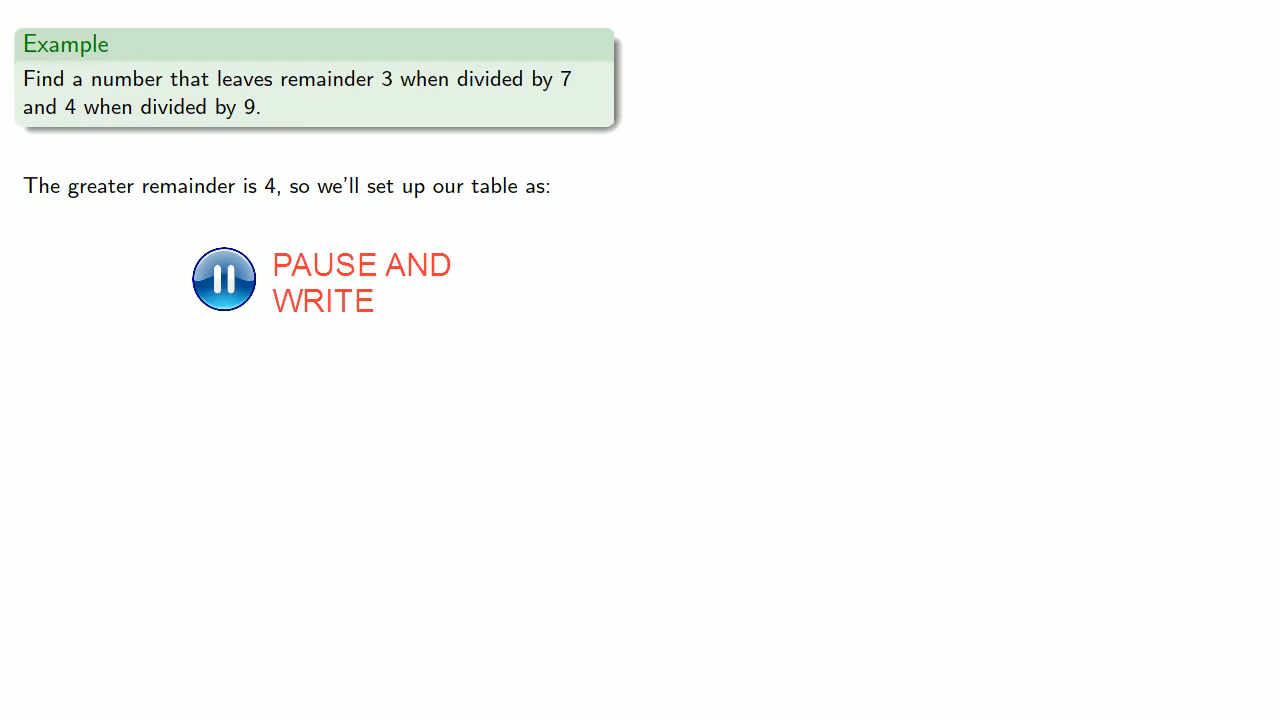 Example
Find a number that leaves remainder 3 when divided by 7
and 4 when divided by 9.
The greater remainder is 4, so we'll set up our table as:
PAUSE AND
WRITE